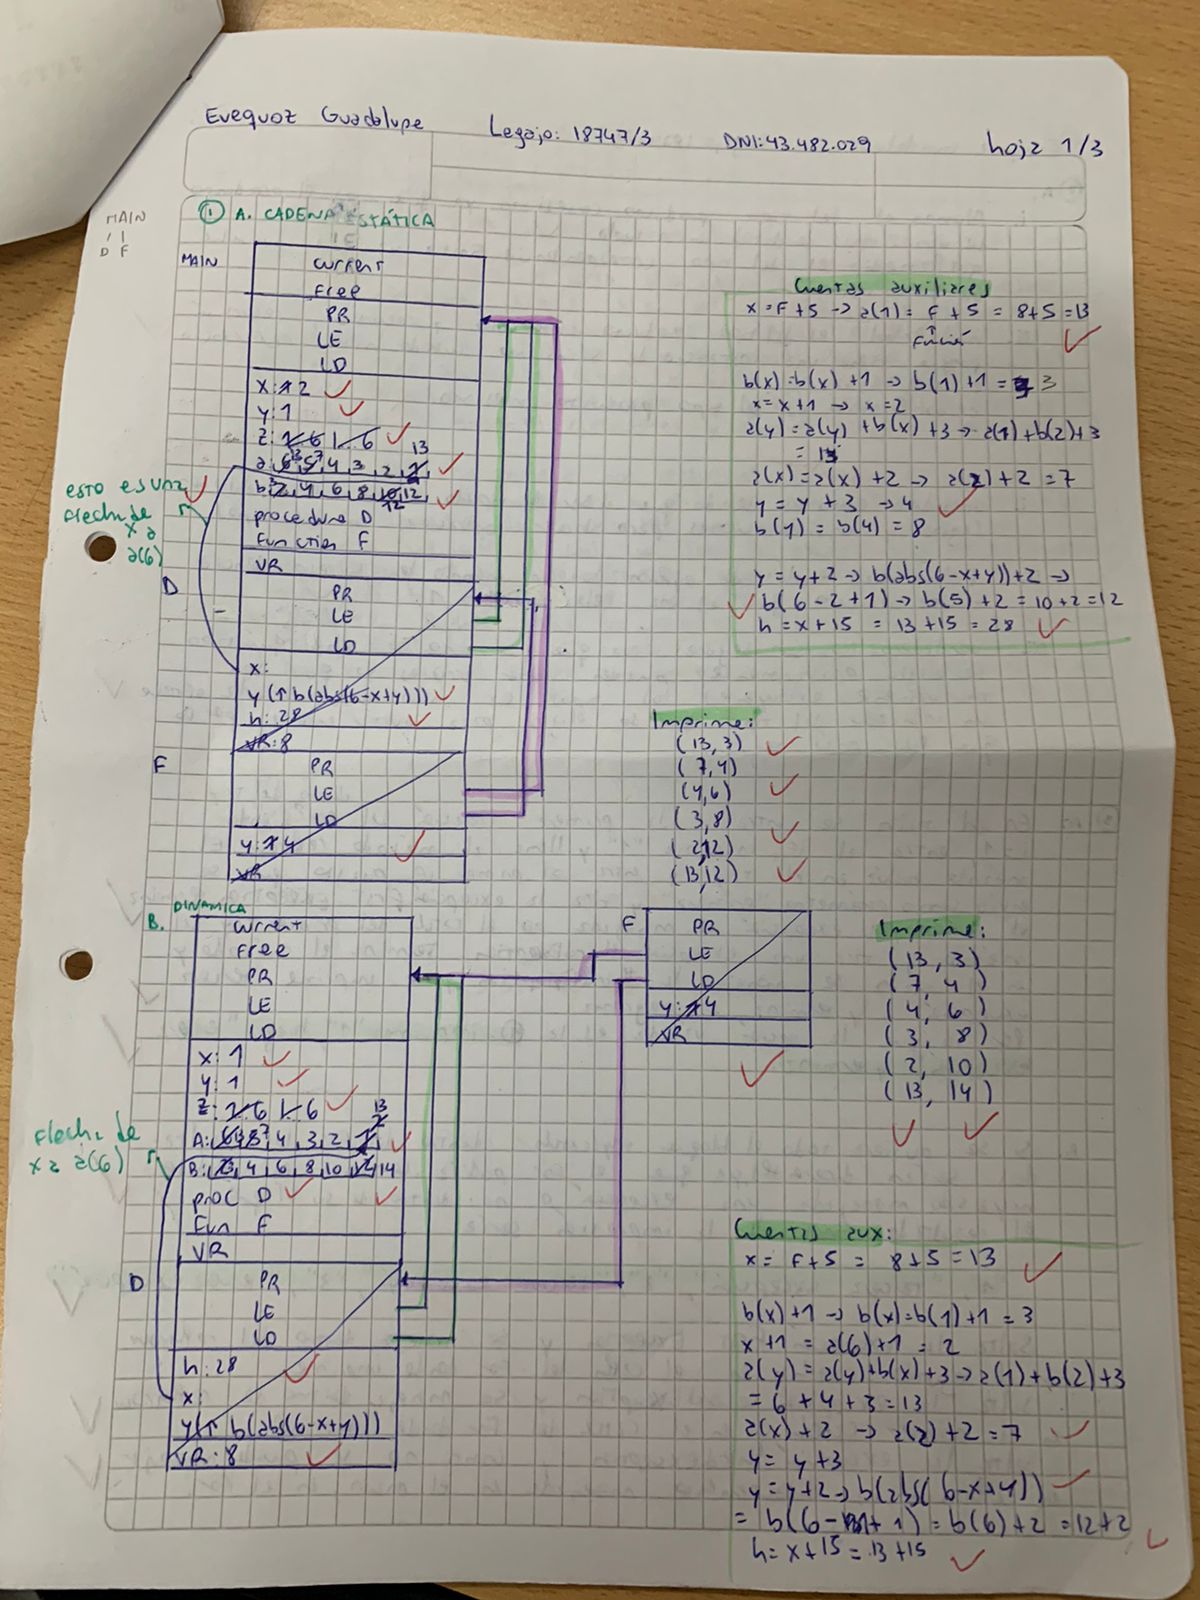 Evequoz Guadalupe Legajo: 18747/3 DNI: 43.482.029 hoja 1/3
MAIN
D F
① A. CADENA ESTÁTICA
MAIN
current
Free
PR
LE
LD
x: 1 2
y: 1
z: 1 6 1 6
a: 6 13 5 7, 4, 3, 2, 1 13
b: 2 3, 4, 6, 8, 10 12, 12
procedure D
Function F
VR
esto es una
flecha de
x a
a(6)
D
PR
LE
LD
x:
y (↑ b(abs(6-x+y)))
h: 28
VR: 8
F
PR
LE
LD
y: 1 4
VR
Cuentas auxiliares
x = F+5 → a(1) = F + 5 = 8+5 = 13
↑
función
b(x) = b(x) + 1 → b(1) + 1 = 3
x = x+1 → x = 2
a(y) = a(y) + b(x) + 3 → a(1) + b(2) + 3
= 13
a(x) = a(x) + 2 → a(2) + 2 = 7
y = y + 3 → 4
b(y) = b(4) = 8
y = y+2 → b(abs(6-x+y))+2 →
b(6-2+1) → b(5) + 2 = 10+2 = 12
h = x+15 = 13+15 = 28
Imprime:
(13, 3)
(7, 4)
(4, 6)
(3, 8)
(2, 12)
(13, 12)
B. DINAMICA
current
Free
PR
LE
LD
x: 1
y: 1
z: 1 6 1 6
A: 6 13 5 7, 4, 3, 2, 1 2 13
B: 2 3, 4, 6, 8, 10, 12 14
proc D
Fun F
VR
Flecha de
x a a(6)
D
PR
LE
LD
h: 28
x:
y (↑ b(abs(6-x+y)))
VR: 8
F
PR
LE
LD
y: 1 4
VR
Imprime:
(13, 3)
(7, 4)
(4, 6)
(3, 8)
(2, 10)
(13, 14)
Cuentas aux:
x = F+5 = 8+5 = 13
b(x)+1 → b(x) = b(1) + 1 = 3
x+1 = a(6)+1 = 2
a(y) = a(y)+b(x)+3 → a(1) + b(2) + 3
= 6 + 4 + 3 = 13
a(x) + 2 → a(2) + 2 = 7
y = y+3
y = y+2 → b(abs(6-x+y))
= b(6-1+1) = b(6) + 2 = 12+2
h = x+15 = 13+15